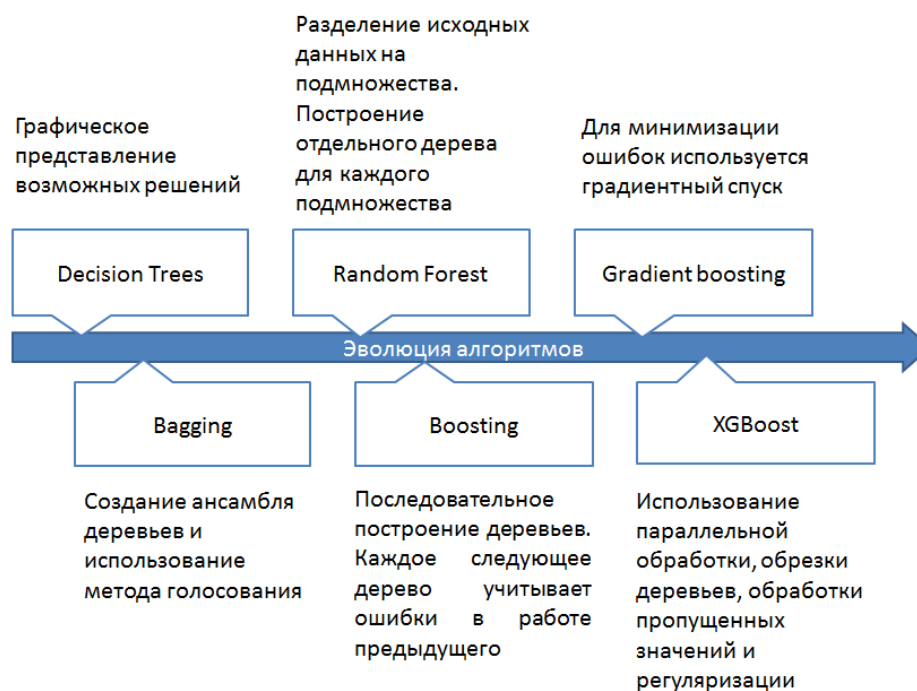 Графическое
представление
возможных решений
Decision Trees
Разделение исходных
данных на
подмножества.
Построение
отдельного дерева
для каждого
подмножества
Random Forest
Для минимизации
ошибок используется
градиентный спуск
Gradient boosting
Эволюция алгоритмов
Bagging
Создание ансамбля
деревьев и
использование
метода голосования
Boosting
Последовательное
построение деревьев.
Каждое следующее
дерево учитывает
ошибки в работе
предыдущего
XGBoost
Использование
параллельной
обработки, обрезки
деревьев, обработки
пропущенных
значений и
регуляризации